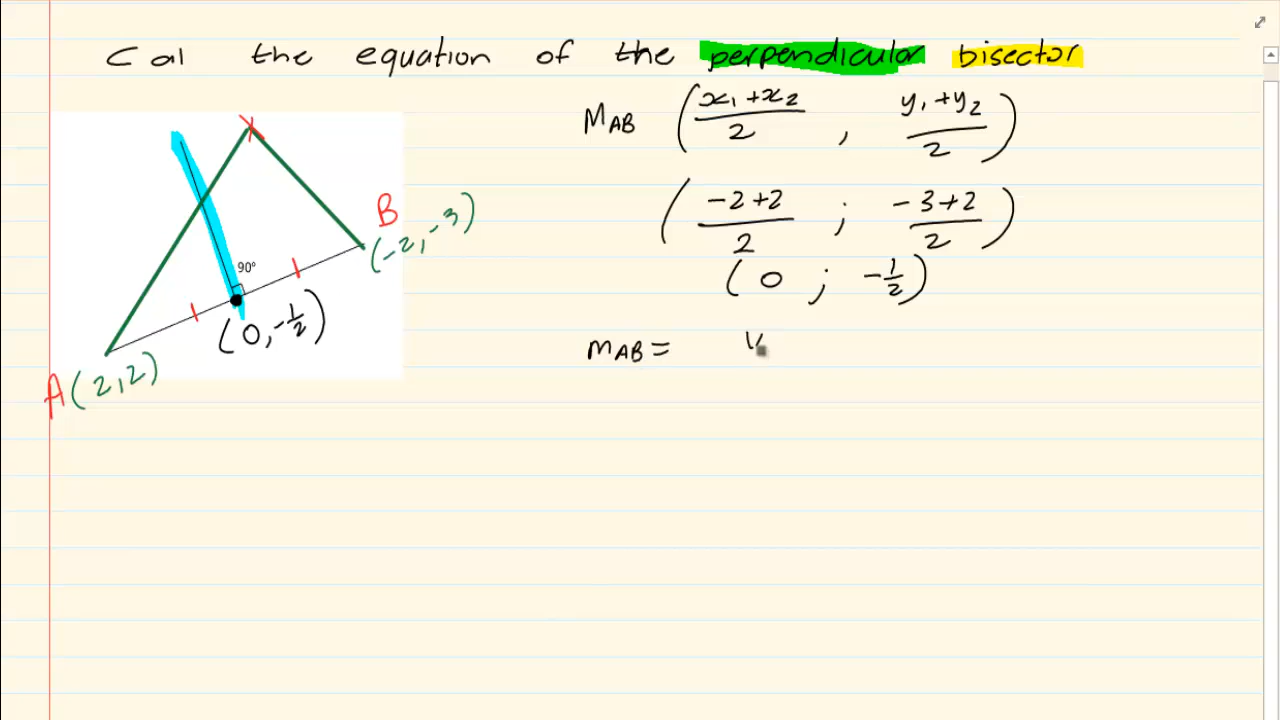 Cal the equation of the perpendicular bisector
M_AB (x₁+x₂/2 , y₁+y₂/2)
(-2+2/2 ; -3+2/2)
(0 ; -1/2)
m_AB =
B
(-2,-3)
90°
(0,-1/2)
A(2,2)